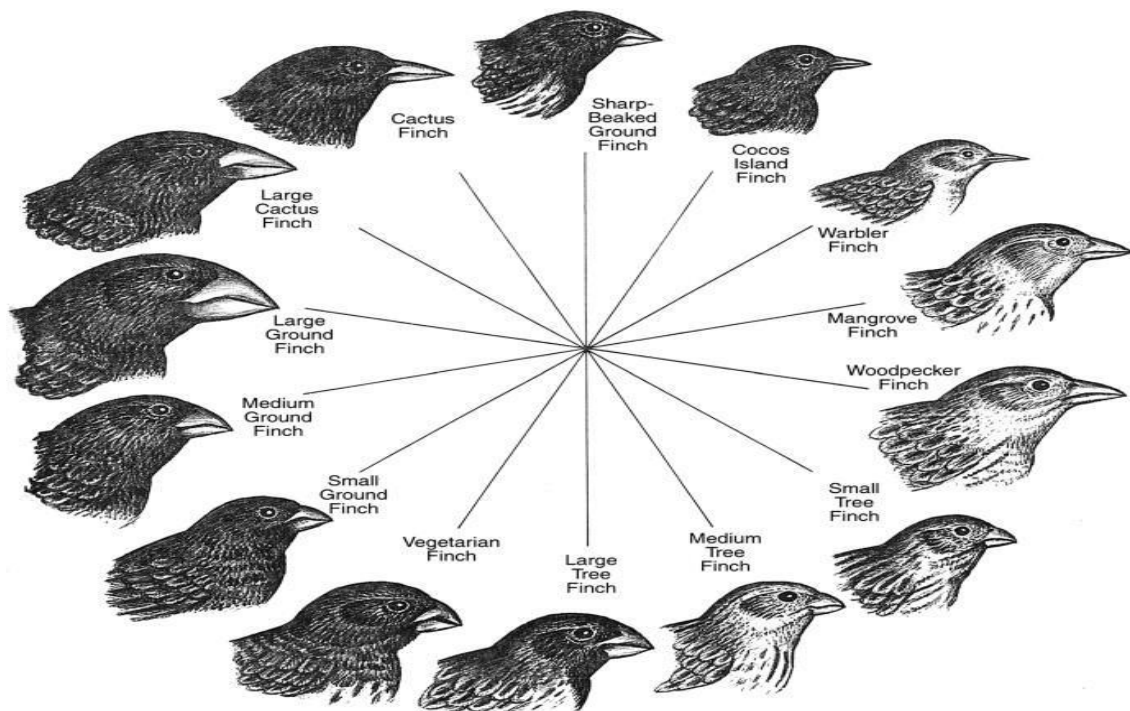 Sharp-
Beaked
Ground
Finch
Cocos
Island
Finch
Warbler
Finch
Mangrove
Finch
Woodpecker
Finch
Small
Tree
Finch
Medium
Tree
Finch
Large
Tree
Finch
Vegetarian
Finch
Small
Ground
Finch
Medium
Ground
Finch
Large
Ground
Finch
Large
Cactus
Finch
Cactus
Finch